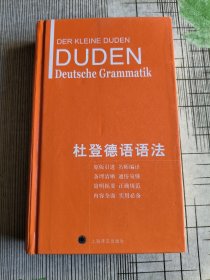 DER KLEINE DUDEN
DUDEN
Deutsche Grammatik
杜登德语语法
原版引进 名师编译
条理清晰 通俗易懂
简明扼要 正确规范
内容全面 实用必备
上海译文出版社